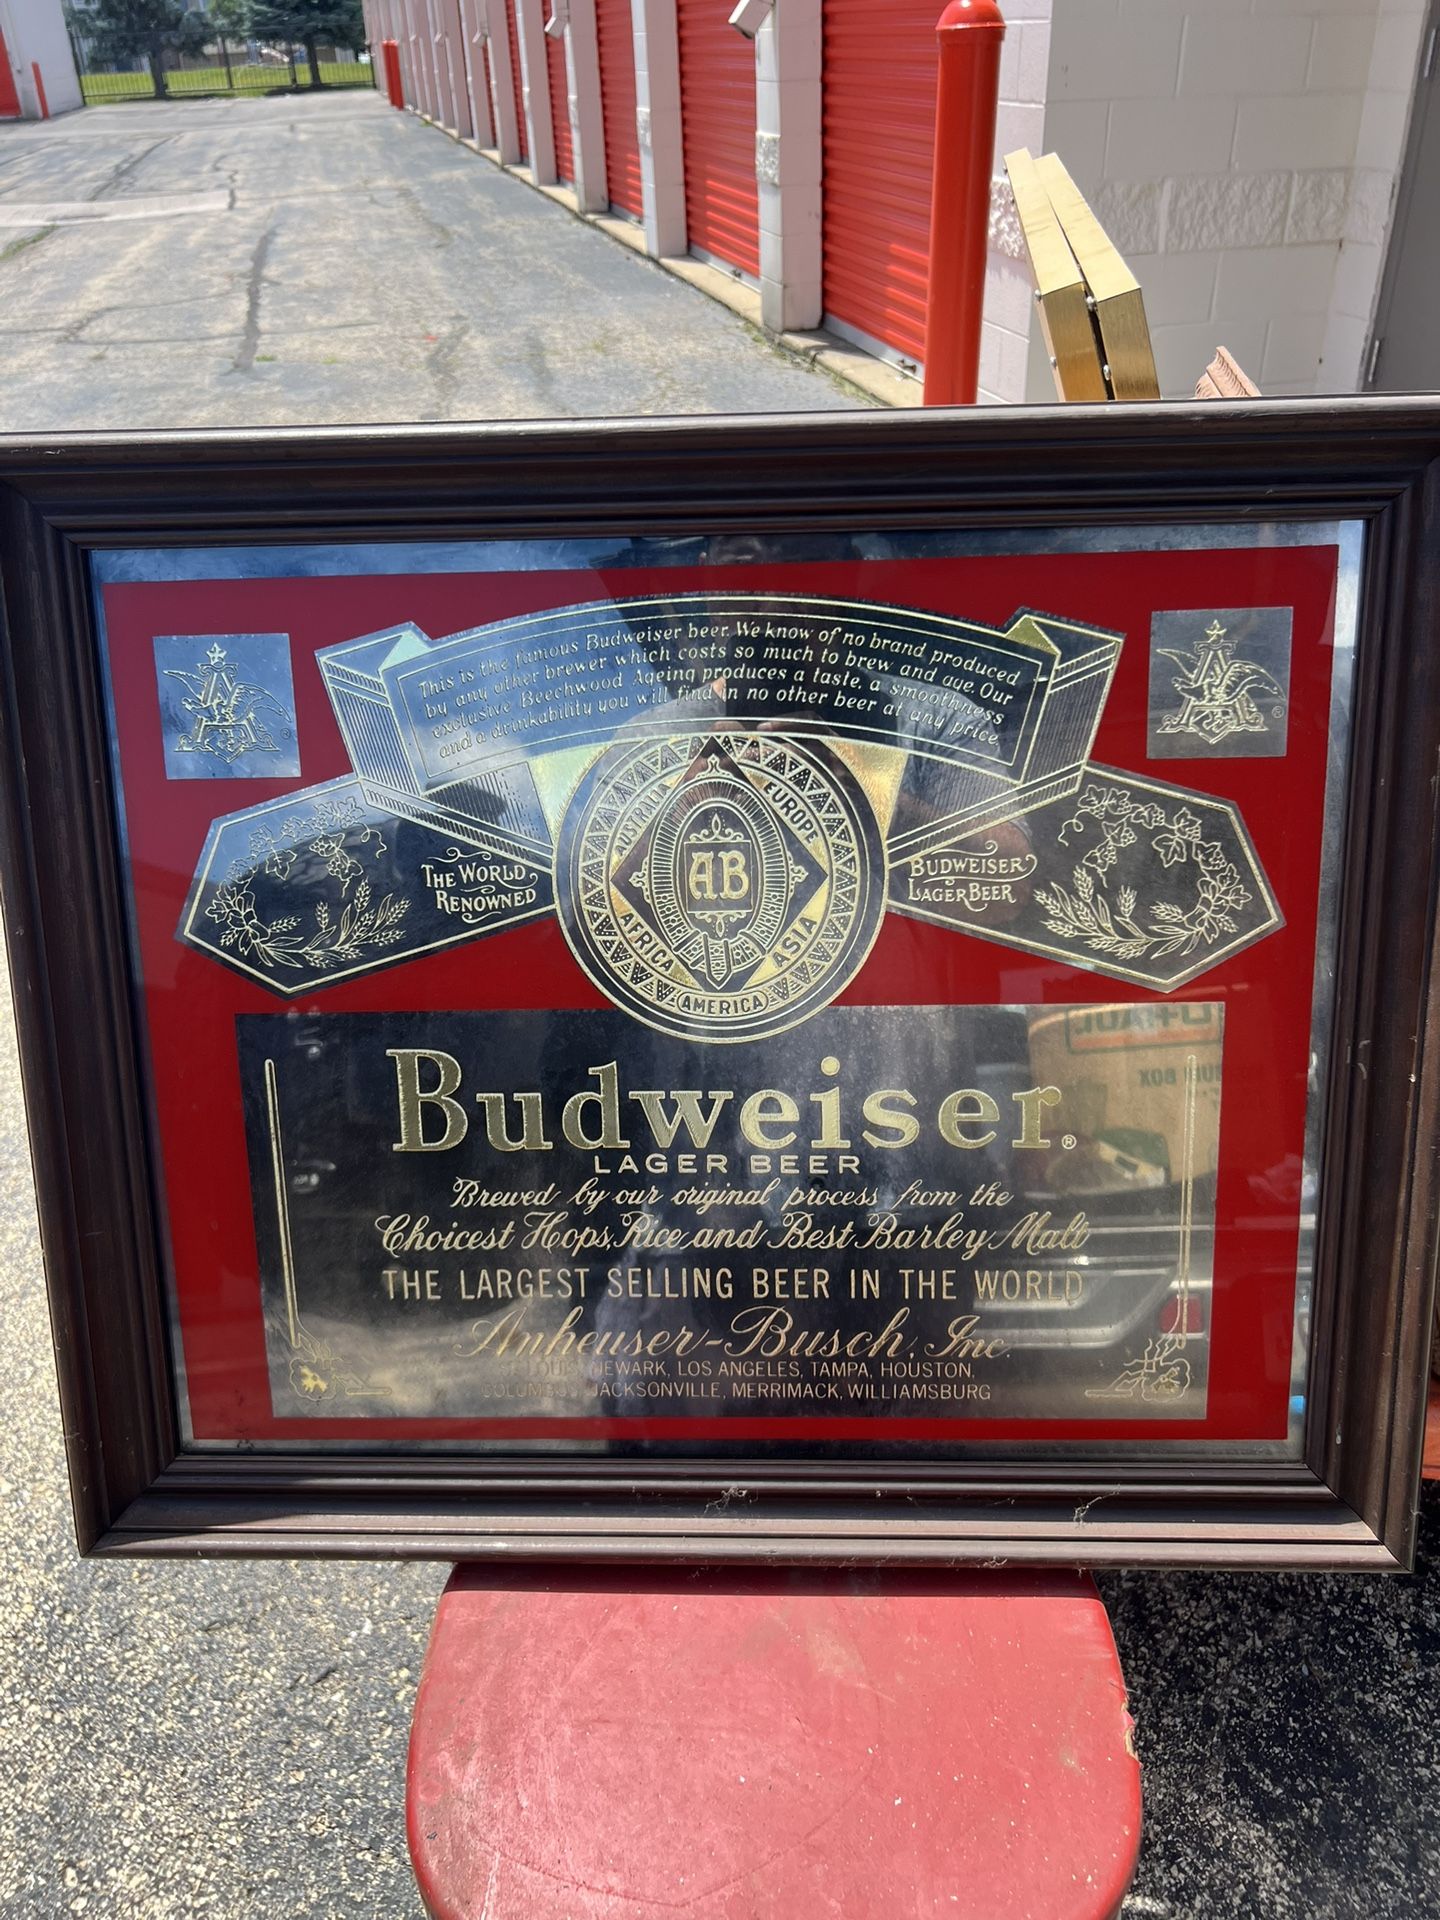 This is the famous Budweiser beer. We know of no brand produced
by any other brewer which costs so much to brew and age. Our
exclusive Beechwood Ageing produces a taste, a smoothness
and a drinkability you will find in no other beer at any price.
AUSTRALIA
EUROPE
THE WORLD
RENOWNED
AB
BUDWEISER
LAGER BEER
AFRICA
ASIA
AMERICA
Budweiser®
LAGER BEER
Brewed by our original process from the
Choicest Hops, Rice and Best Barley Malt
THE LARGEST SELLING BEER IN THE WORLD
Anheuser-Busch, Inc.
ST. LOUIS, NEWARK, LOS ANGELES, TAMPA, HOUSTON,
COLUMBUS, JACKSONVILLE, MERRIMACK, WILLIAMSBURG